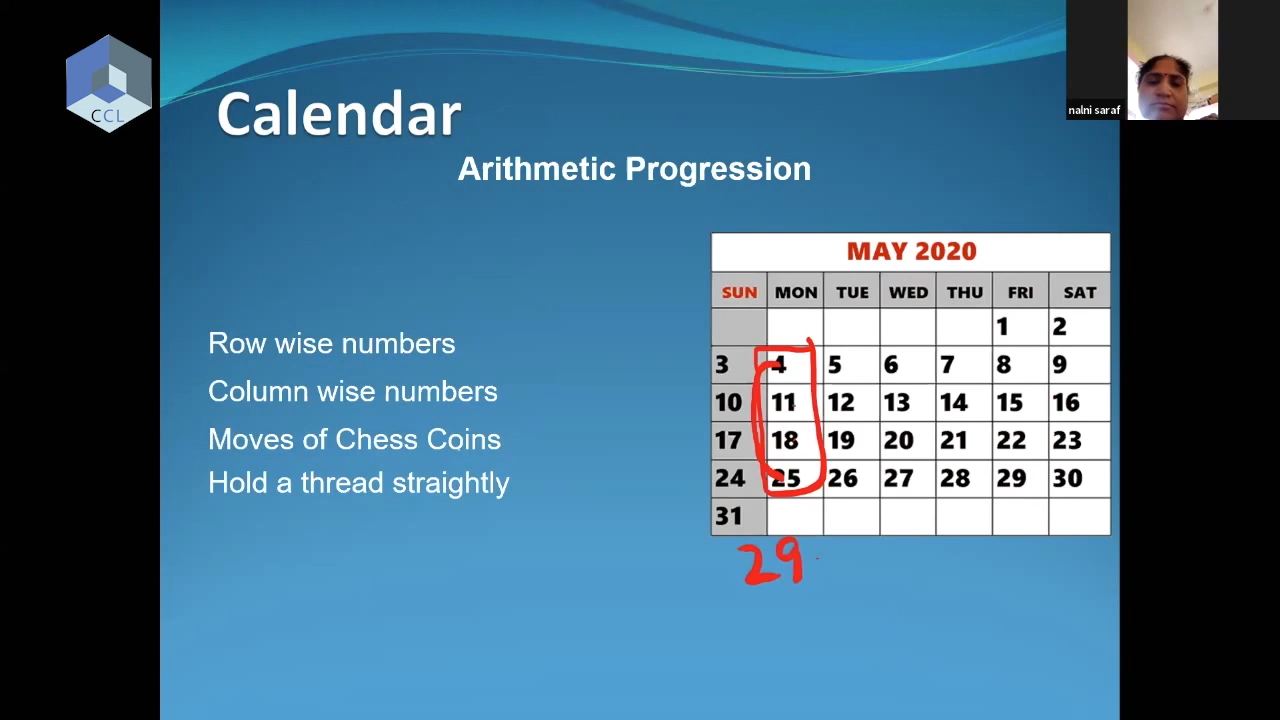 CCL
nalni saraf
Calendar
Arithmetic Progression
Row wise numbers
Column wise numbers
Moves of Chess Coins
Hold a thread straightly
MAY 2020
SUN MON TUE WED THU FRI SAT
1 2
3 4 5 6 7 8 9
10 11 12 13 14 15 16
17 18 19 20 21 22 23
24 25 26 27 28 29 30
31
29